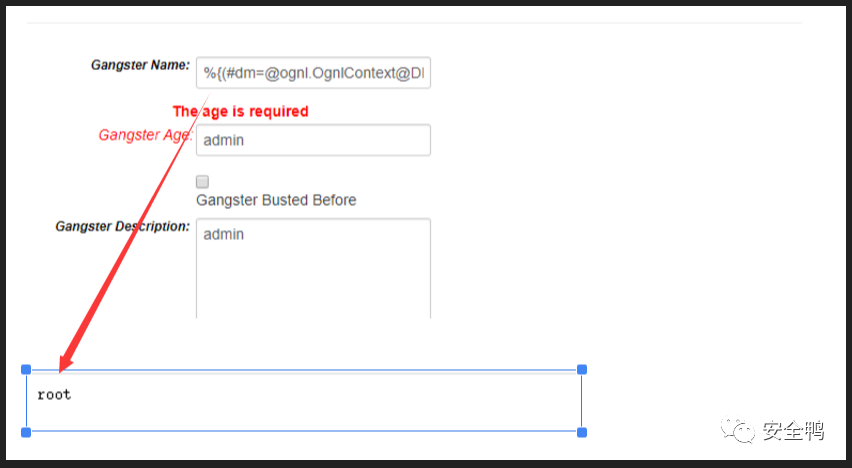 Gangster Name:
%{(#dm=@ognl.OgnlContext@DI
The age is required
Gangster Age:
admin
Gangster Busted Before
Gangster Description:
admin
root
安全鸭